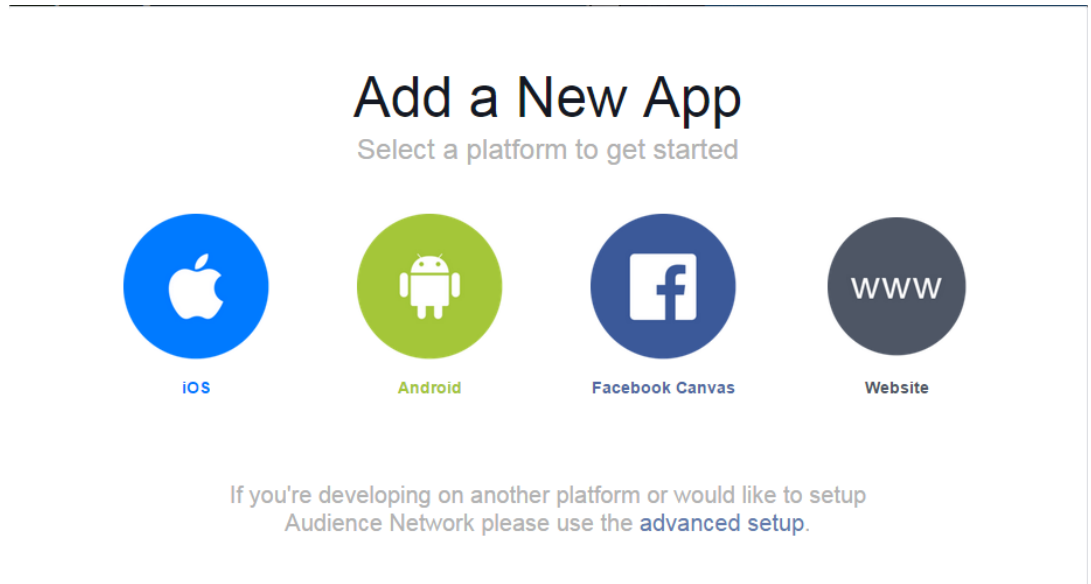 Add a New App
Select a platform to get started
www
iOS
Android
Facebook Canvas
Website
If you're developing on another platform or would like to setup
Audience Network please use the advanced setup.